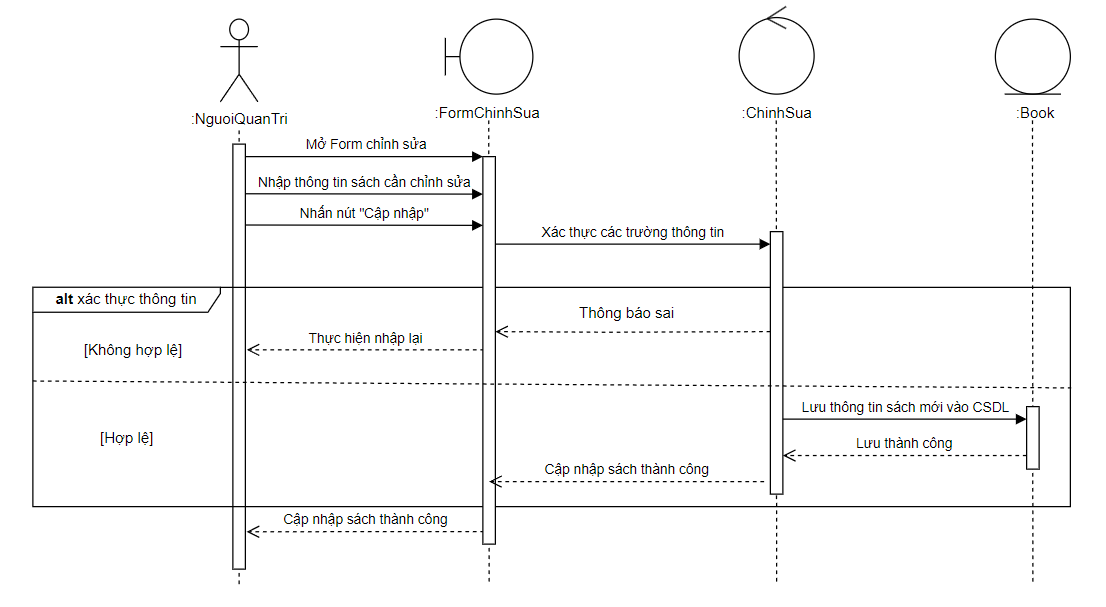 :NguoiQuanTri
:FormChinhSua
:ChinhSua
:Book
Mở Form chỉnh sửa
Nhập thông tin sách cần chỉnh sửa
Nhấn nút "Cập nhập"
Xác thực các trường thông tin
alt xác thực thông tin
Thông báo sai
Thực hiện nhập lại
[Không hợp lệ]
Lưu thông tin sách mới vào CSDL
[Hợp lệ]
Lưu thành công
Cập nhập sách thành công
Cập nhập sách thành công